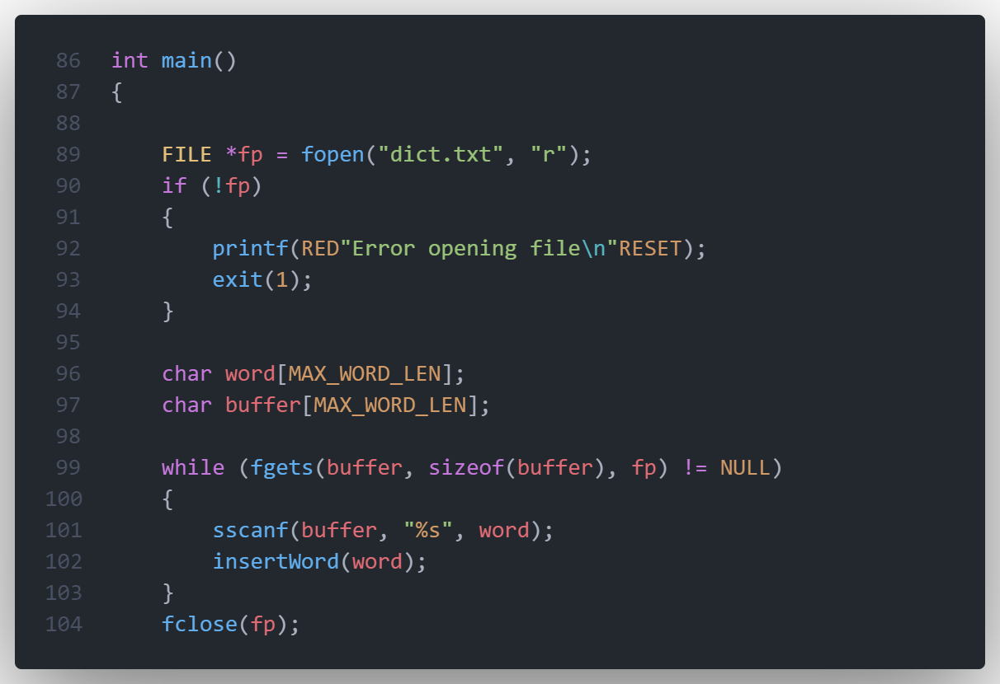 86 int main()
87 {
88
89     FILE *fp = fopen("dict.txt", "r");
90     if (!fp)
91     {
92         printf(RED"Error opening file\n"RESET);
93         exit(1);
94     }
95
96     char word[MAX_WORD_LEN];
97     char buffer[MAX_WORD_LEN];
98
99     while (fgets(buffer, sizeof(buffer), fp) != NULL)
100     {
101         sscanf(buffer, "%s", word);
102         insertWord(word);
103     }
104     fclose(fp);